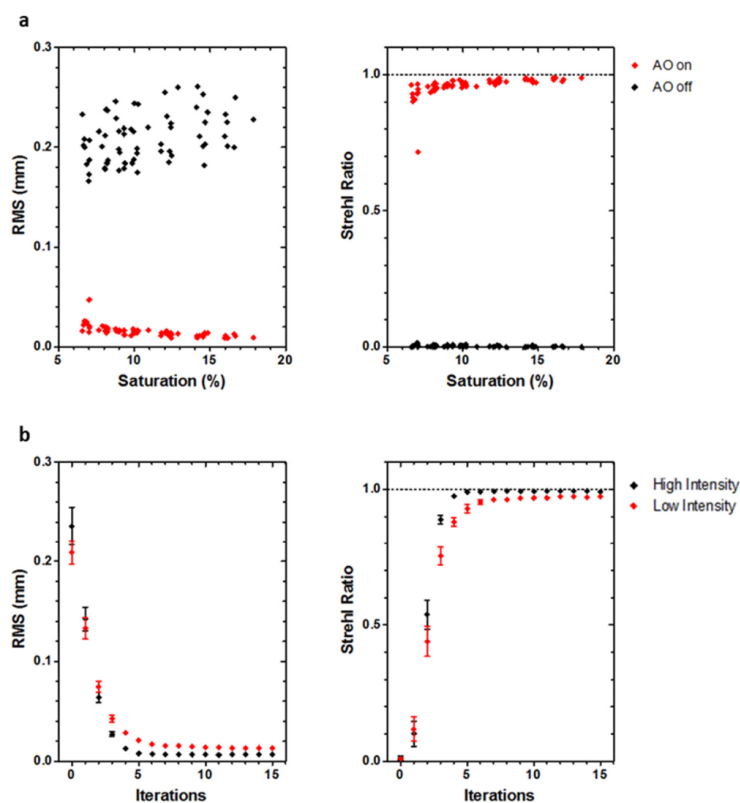 a
RMS (mm)
0.3
0.2
0.1
0.0
5 10 15 20
Saturation (%)
Strehl Ratio
1.0
0.5
0.0
5 10 15 20
Saturation (%)
AO on
AO off
b
RMS (mm)
0.3
0.2
0.1
0.0
0 5 10 15
Iterations
Strehl Ratio
1.0
0.5
0.0
0 5 10 15
Iterations
High Intensity
Low Intensity